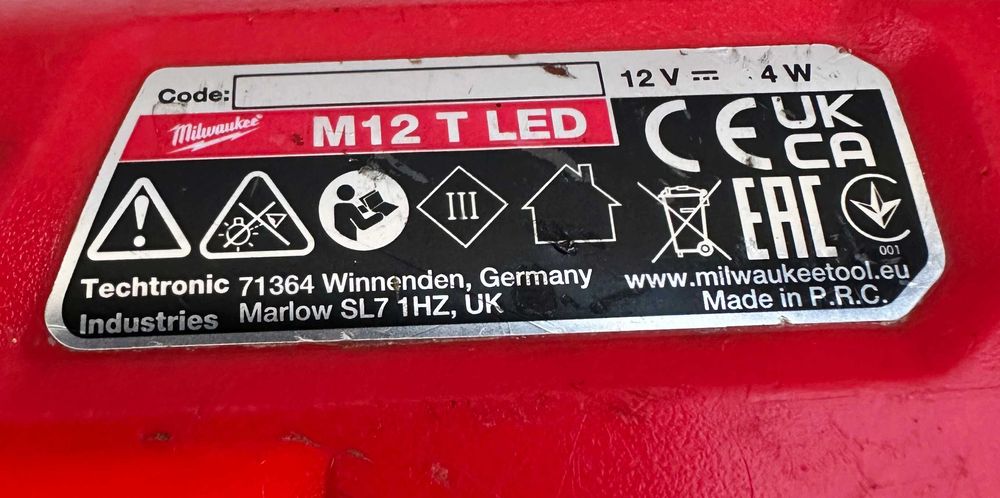 Code:
12 V ⎓ 4 W
Milwaukee
M12 T LED
CE UK
CA
III
EAC
001
Techtronic 71364 Winnenden, Germany
Industries Marlow SL7 1HZ, UK
www.milwaukeetool.eu
Made in P.R.C.